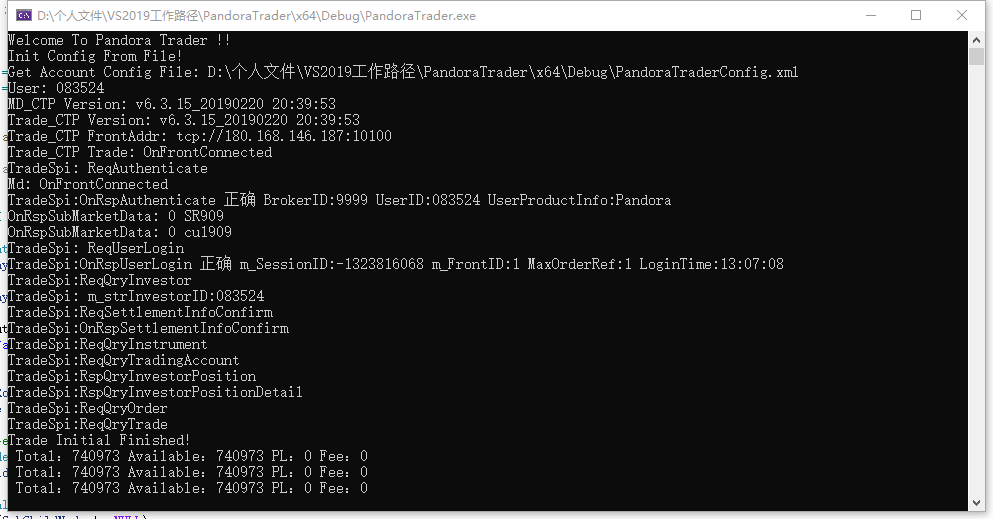 D:\个人文件\VS2019工作路径\PandoraTrader\x64\Debug\PandoraTrader.exe
Welcome To Pandora Trader !!
Init Config From File!
Get Account Config File: D:\个人文件\VS2019工作路径\PandoraTrader\x64\Debug\PandoraTraderConfig.xml
User: 083524
MD_CTP Version: v6.3.15_20190220 20:39:53
Trade_CTP Version: v6.3.15_20190220 20:39:53
Trade_CTP FrontAddr: tcp://180.168.146.187:10100
Trade_CTP Trade: OnFrontConnected
TradeSpi: ReqAuthenticate
Md: OnFrontConnected
TradeSpi:OnRspAuthenticate 正确 BrokerID:9999 UserID:083524 UserProductInfo:Pandora
OnRspSubMarketData: 0 SR909
OnRspSubMarketData: 0 cu1909
TradeSpi: ReqUserLogin
TradeSpi:OnRspUserLogin 正确 m_SessionID:-1323816068 m_FrontID:1 MaxOrderRef:1 LoginTime:13:07:08
TradeSpi:ReqQryInvestor
TradeSpi: m_strInvestorID:083524
TradeSpi:ReqSettlementInfoConfirm
TradeSpi:OnRspSettlementInfoConfirm
TradeSpi:ReqQryInstrument
TradeSpi:ReqQryTradingAccount
TradeSpi:RspQryInvestorPosition
TradeSpi:RspQryInvestorPositionDetail
TradeSpi:ReqQryOrder
TradeSpi:ReqQryTrade
Trade Initial Finished!
Total: 740973 Available: 740973 PL: 0 Fee: 0
Total: 740973 Available: 740973 PL: 0 Fee: 0
Total: 740973 Available: 740973 PL: 0 Fee: 0